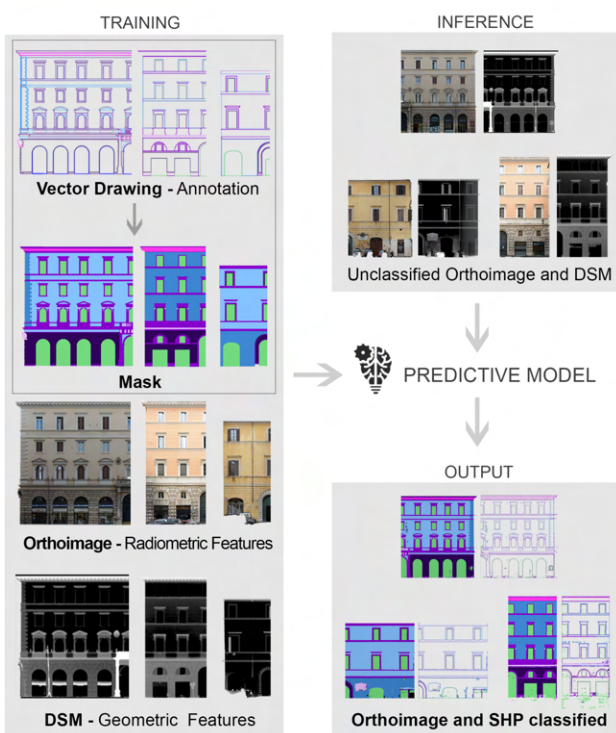 TRAINING
Vector Drawing - Annotation
Mask
Orthoimage - Radiometric Features
DSM - Geometric Features
INFERENCE
Unclassified Orthoimage and DSM
PREDICTIVE MODEL
OUTPUT
Orthoimage and SHP classified